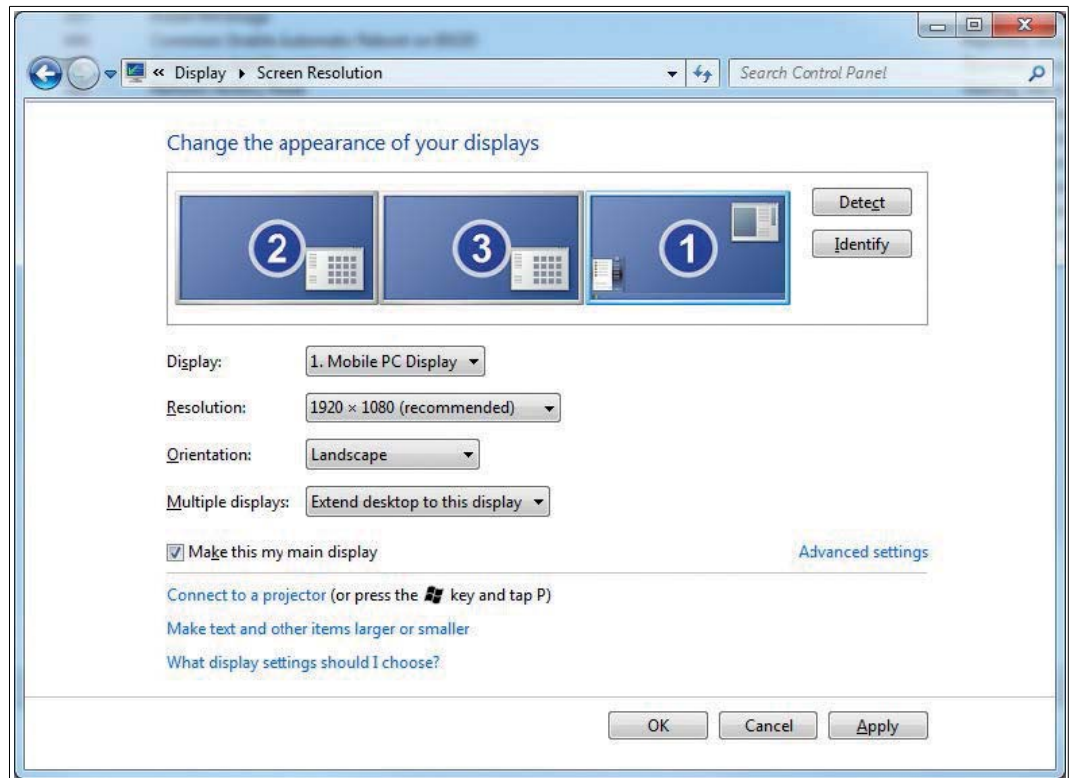 « Display ▸ Screen Resolution Search Control Panel
Change the appearance of your displays
2 3 1
Detect
Identify
Display: 1. Mobile PC Display
Resolution: 1920 × 1080 (recommended)
Orientation: Landscape
Multiple displays: Extend desktop to this display
Make this my main display Advanced settings
Connect to a projector (or press the key and tap P)
Make text and other items larger or smaller
What display settings should I choose?
OK Cancel Apply